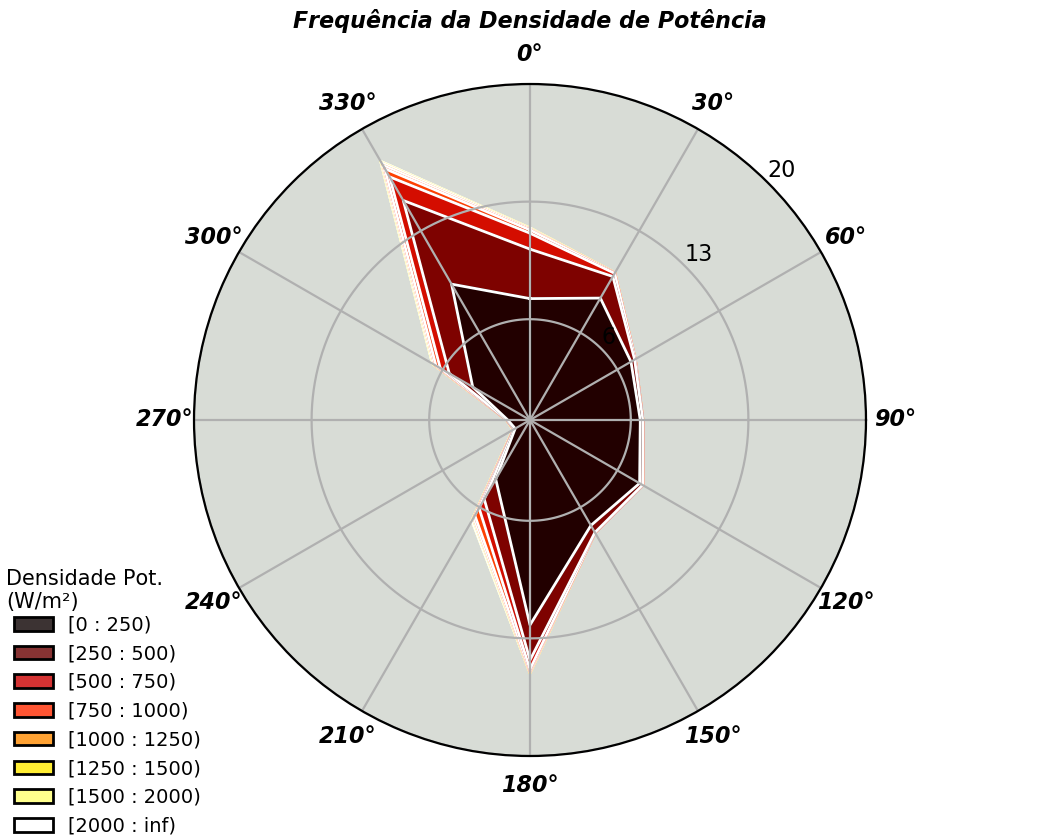 Frequência da Densidade de Potência
0°
330°
30°
20
300°
60°
13
6
270°
90°
240°
120°
210°
150°
180°
Densidade Pot.
(W/m²)
[0 : 250)
[250 : 500)
[500 : 750)
[750 : 1000)
[1000 : 1250)
[1250 : 1500)
[1500 : 2000)
[2000 : inf)